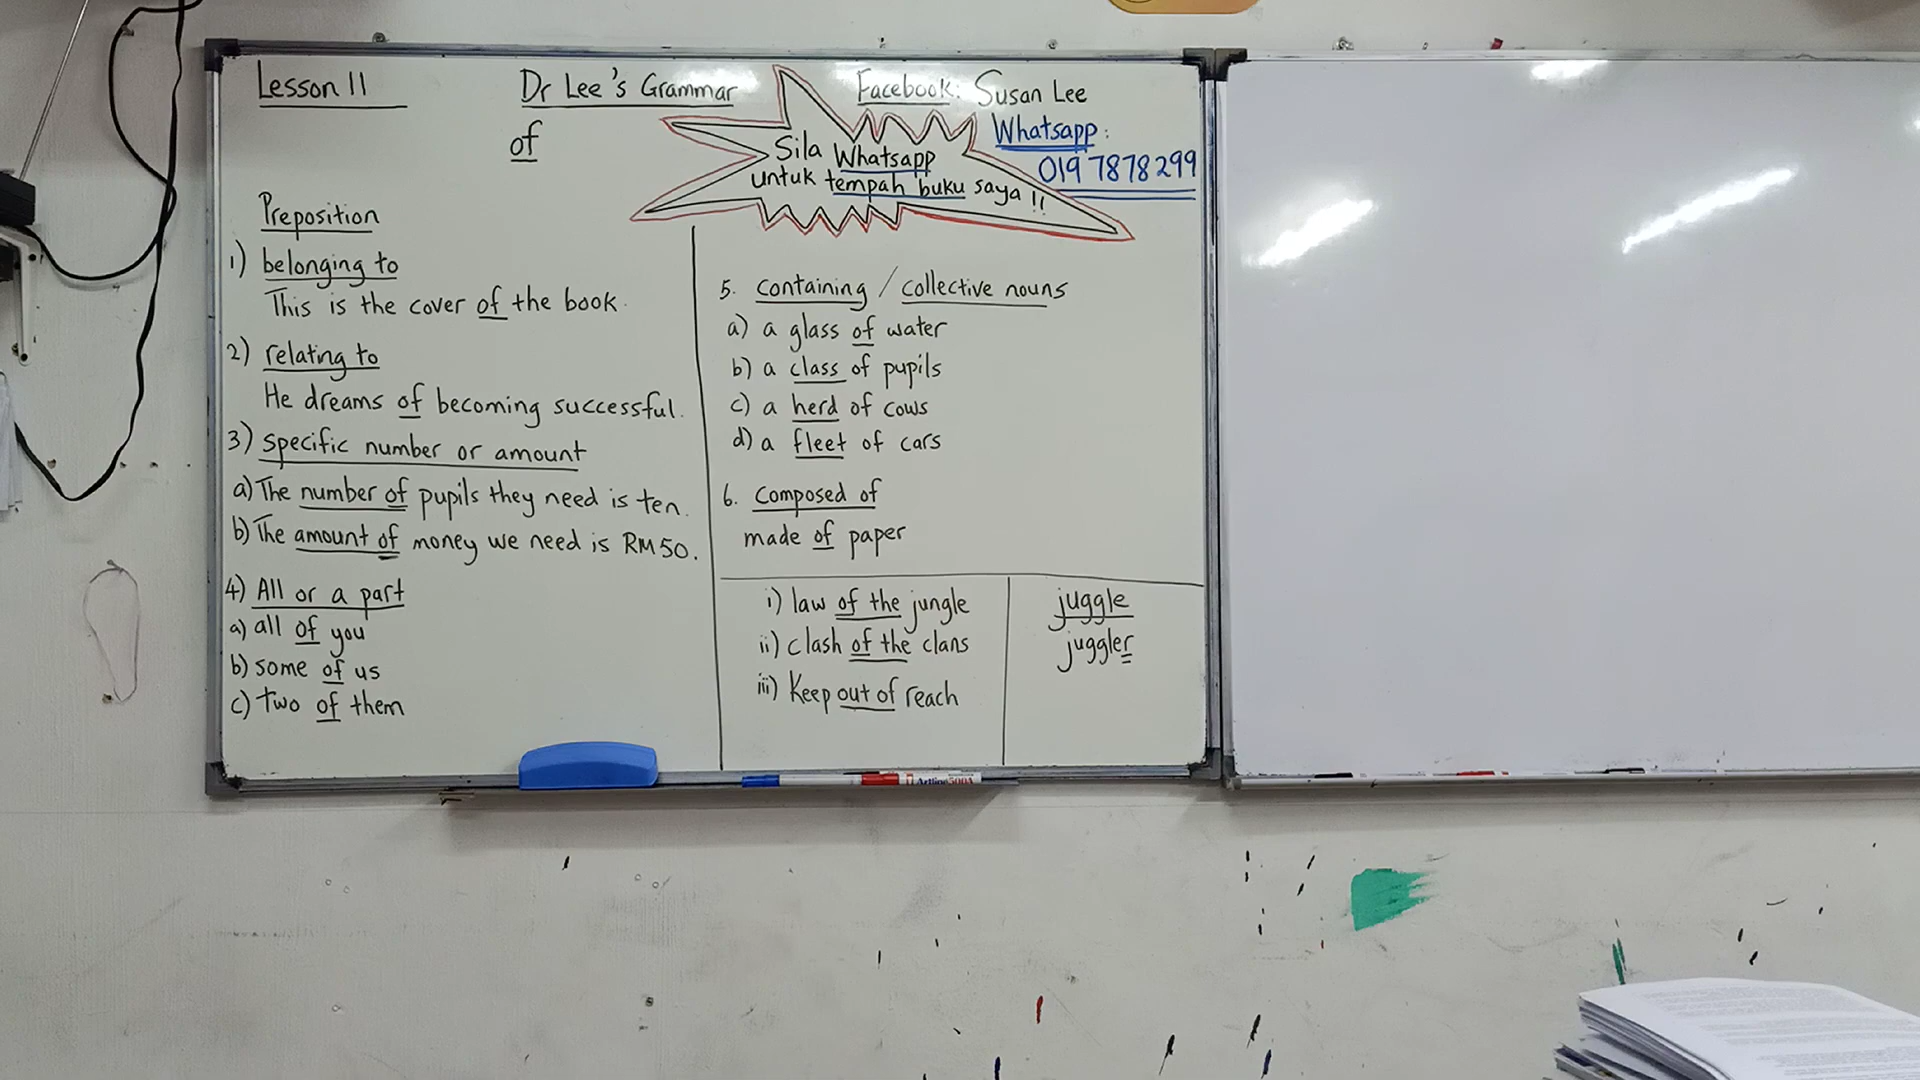 Lesson 11
Dr Lee's Grammar
of
Facebook: Susan Lee
Whatsapp:
019 7878 299
Sila Whatsapp
untuk tempah buku saya !!
Preposition
1) belonging to
This is the cover of the book.
2) relating to
He dreams of becoming successful.
3) specific number or amount
a) The number of pupils they need is ten.
b) The amount of money we need is RM50.
4) All or a part
a) all of you
b) some of us
c) two of them
5. containing / collective nouns
a) a glass of water
b) a class of pupils
c) a herd of cows
d) a fleet of cars
6. composed of
made of paper
i) law of the jungle
ii) clash of the clans
iii) Keep out of reach
juggle
juggler
Artline 500A